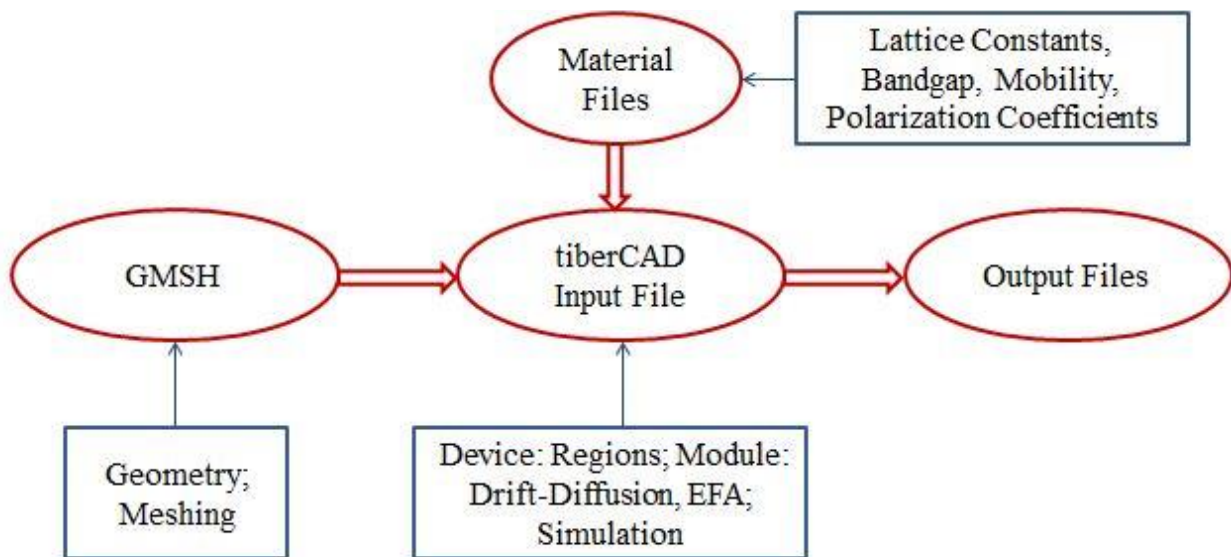 Material
Files
Lattice Constants,
Bandgap, Mobility,
Polarization Coefficients
GMSH
tiberCAD
Input File
Output Files
Geometry;
Meshing
Device: Regions; Module:
Drift-Diffusion, EFA;
Simulation